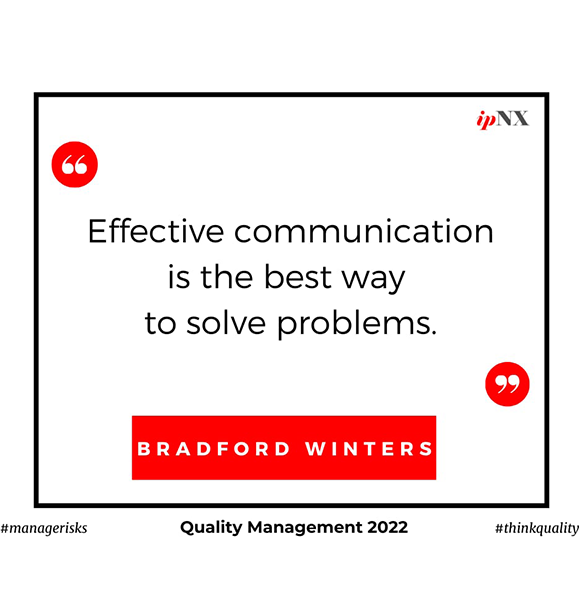 ipNX
“
Effective communication
is the best way
to solve problems.
”
BRADFORD WINTERS
#managerisks Quality Management 2022 #thinkquality